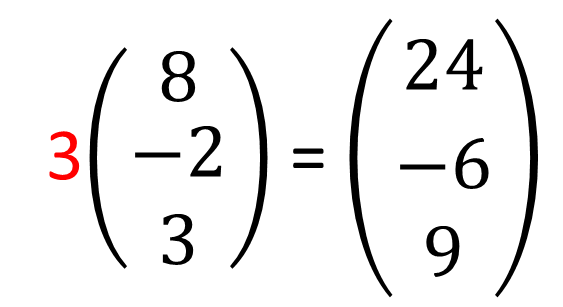 3(8 −2 3) = (24 −6 9)